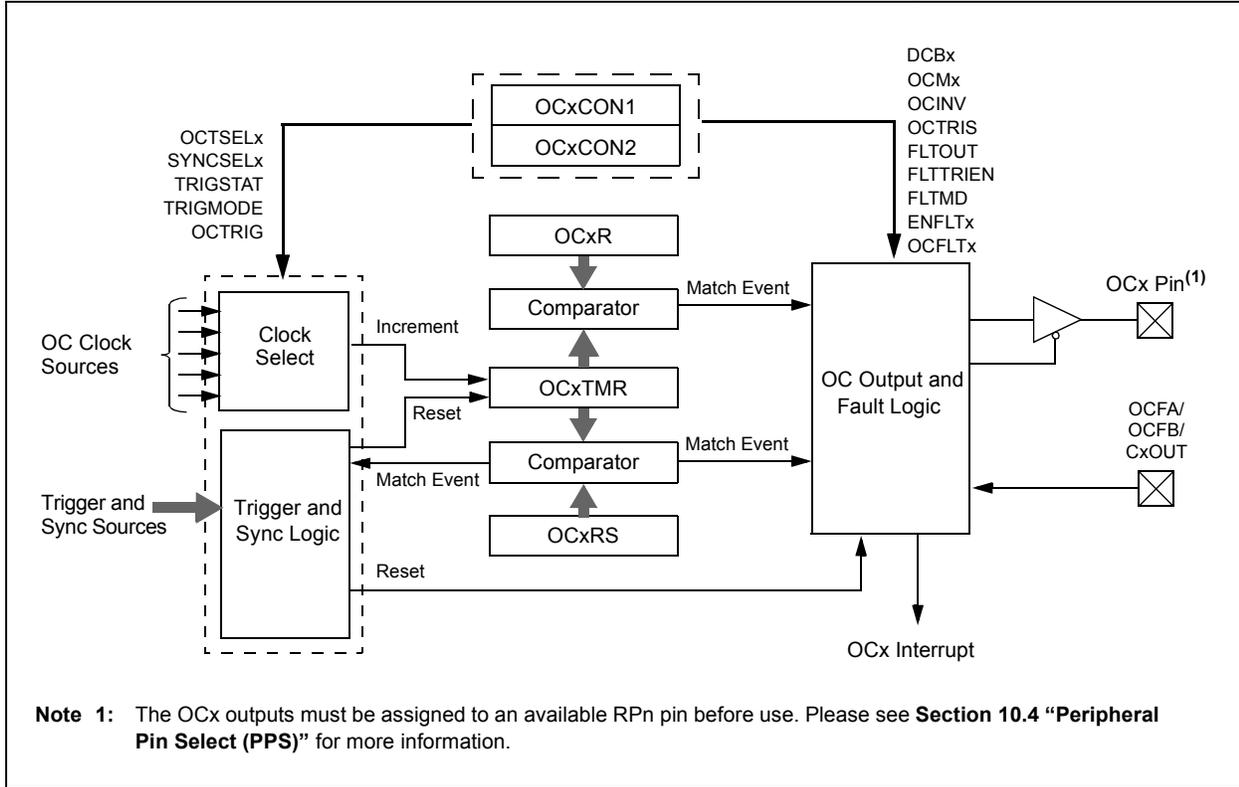 DCBx
OCMx
OCINV
OCTRIS
FLTOUT
FLTTRIEN
FLTMD
ENFLTx
OCFLTx
OCxCON1
OCxCON2
OCTSELx
SYNCSELx
TRIGSTAT
TRIGMODE
OCTRIG
OCxR
Comparator
Match Event
OCx Pin(1)
OC Clock
Sources
Clock
Select
Increment
OCxTMR
Reset
OC Output and
Fault Logic
OCFA/
OCFB/
CxOUT
Comparator
Match Event
Match Event
Trigger and
Sync Sources
Trigger and
Sync Logic
OCxRS
Reset
OCx Interrupt
Note 1: The OCx outputs must be assigned to an available RPn pin before use. Please see Section 10.4 “Peripheral
Pin Select (PPS)” for more information.